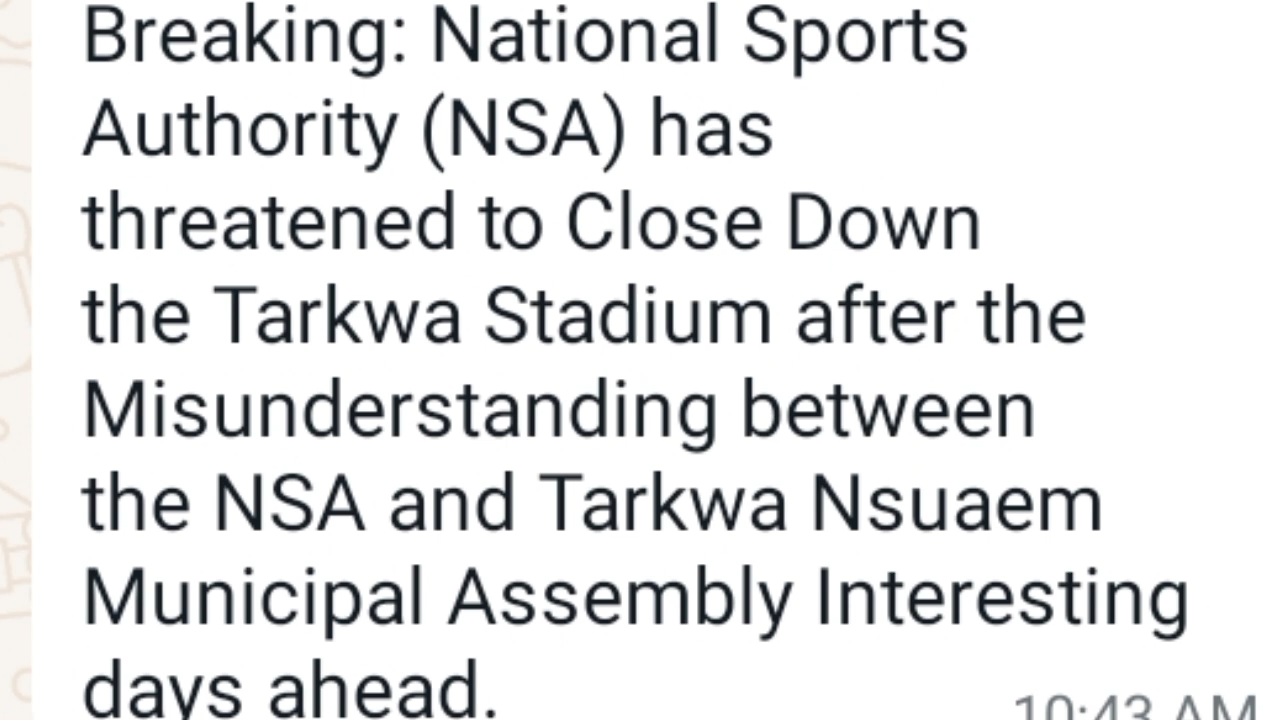 Breaking: National Sports
Authority (NSA) has
threatened to Close Down
the Tarkwa Stadium after the
Misunderstanding between
the NSA and Tarkwa Nsuaem
Municipal Assembly Interesting
days ahead.
10:43 AM